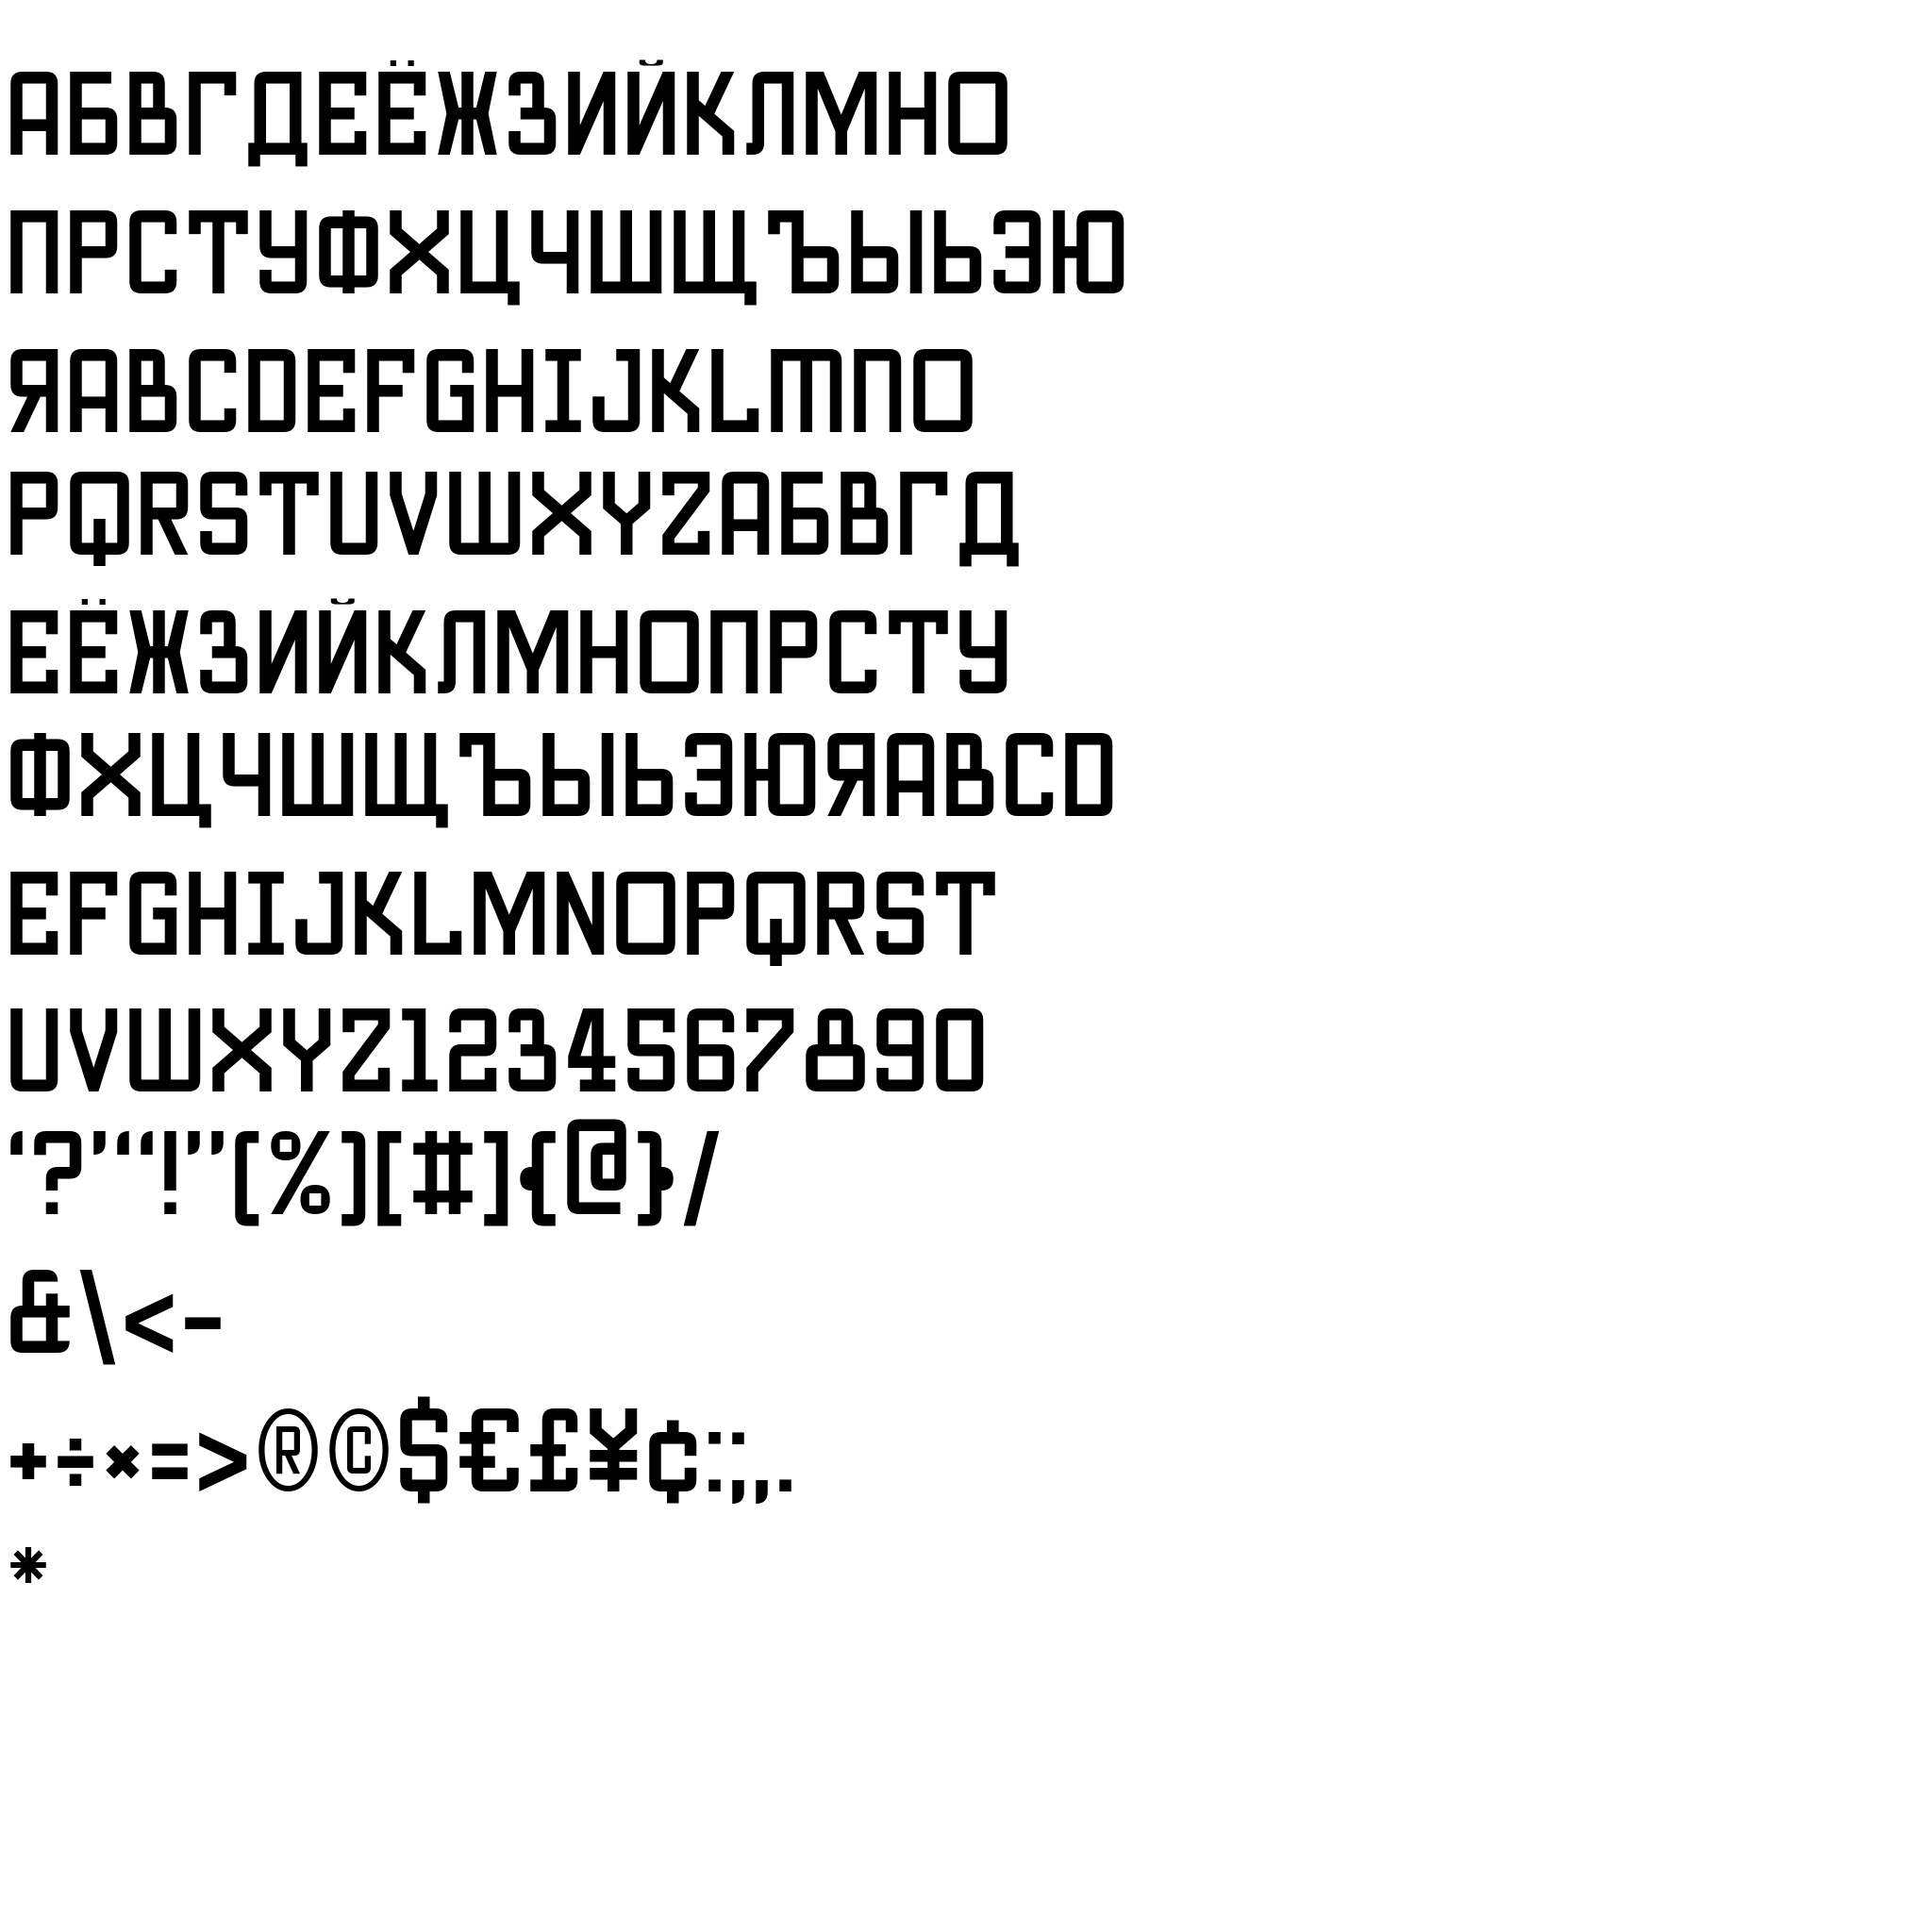 АБВГДЕЁЖЗИЙКЛМНО
ПРСТУФХЦЧШЩЪЫЬЭЮ
ЯABCDEFGHIJKLMNO
PQRSTUVWXYZАБВГД
ЕЁЖЗИЙКЛМНОПРСТУ
ФХЦЧШЩЪЫЬЭЮЯABCD
EFGHIJKLMNOPQRST
UVWXYZ1234567890
‘?’“!”(%)[#]{@}/
&\<-
+÷×=>®©$€£¥¢:;,.
*